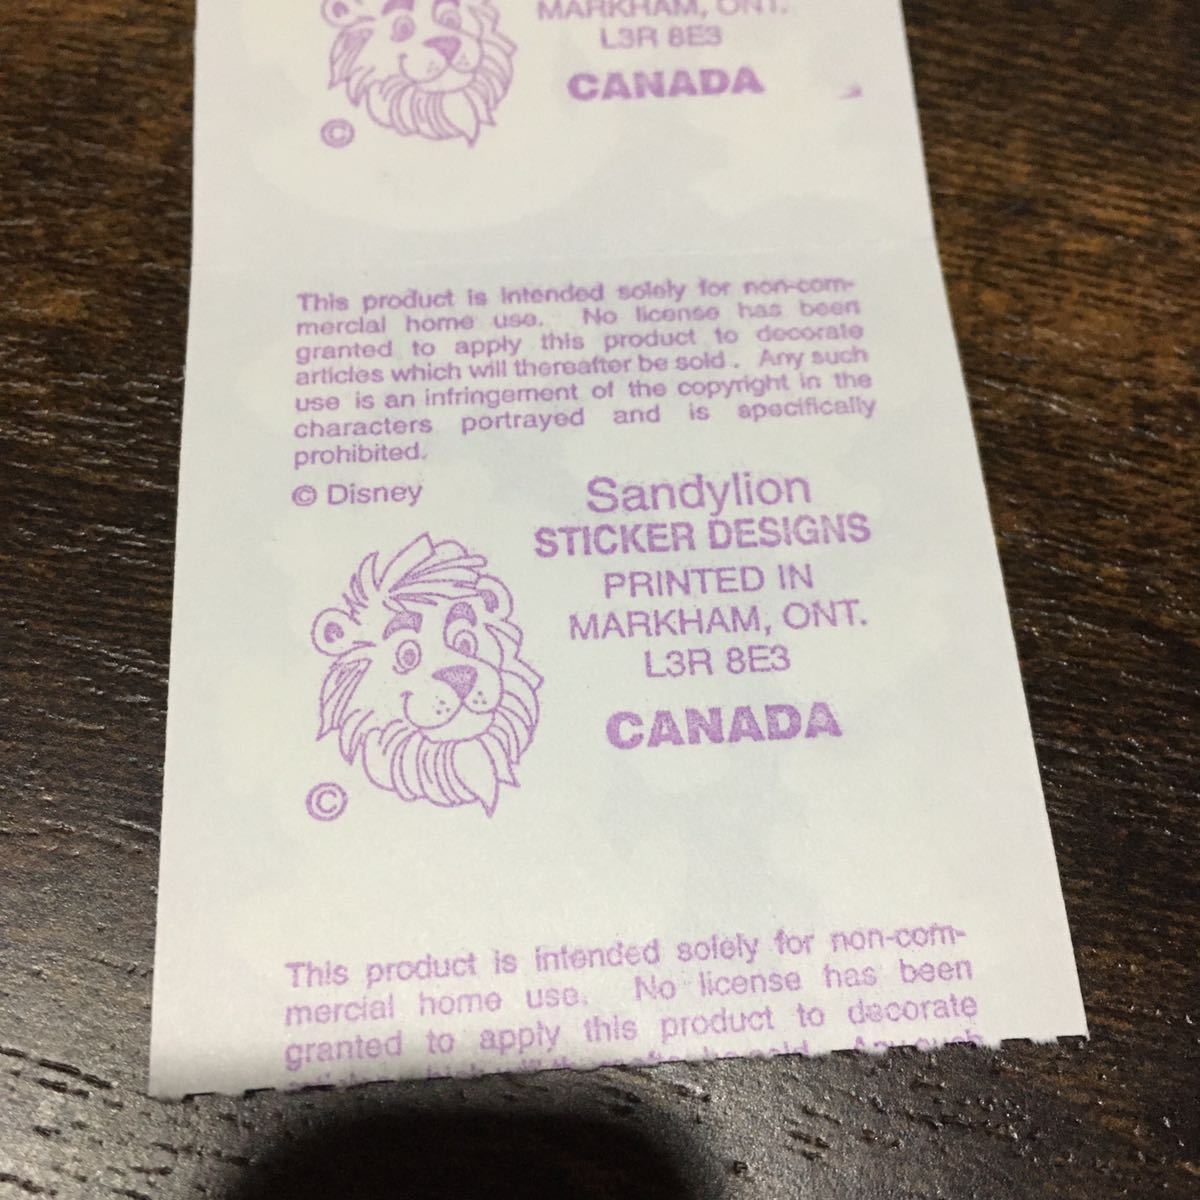 MARKHAM, ONT.
L3R 8E3
CANADA
©
This product is intended solely for non-com-
mercial home use. No license has been
granted to apply this product to decorate
articles which will thereafter be sold. Any such
use is an infringement of the copyright in the
characters portrayed and is specifically
prohibited.
© Disney
Sandylion
STICKER DESIGNS
PRINTED IN
MARKHAM, ONT.
L3R 8E3
CANADA
©
This product is intended solely for non-com-
mercial home use. No license has been
granted to apply this product to decorate